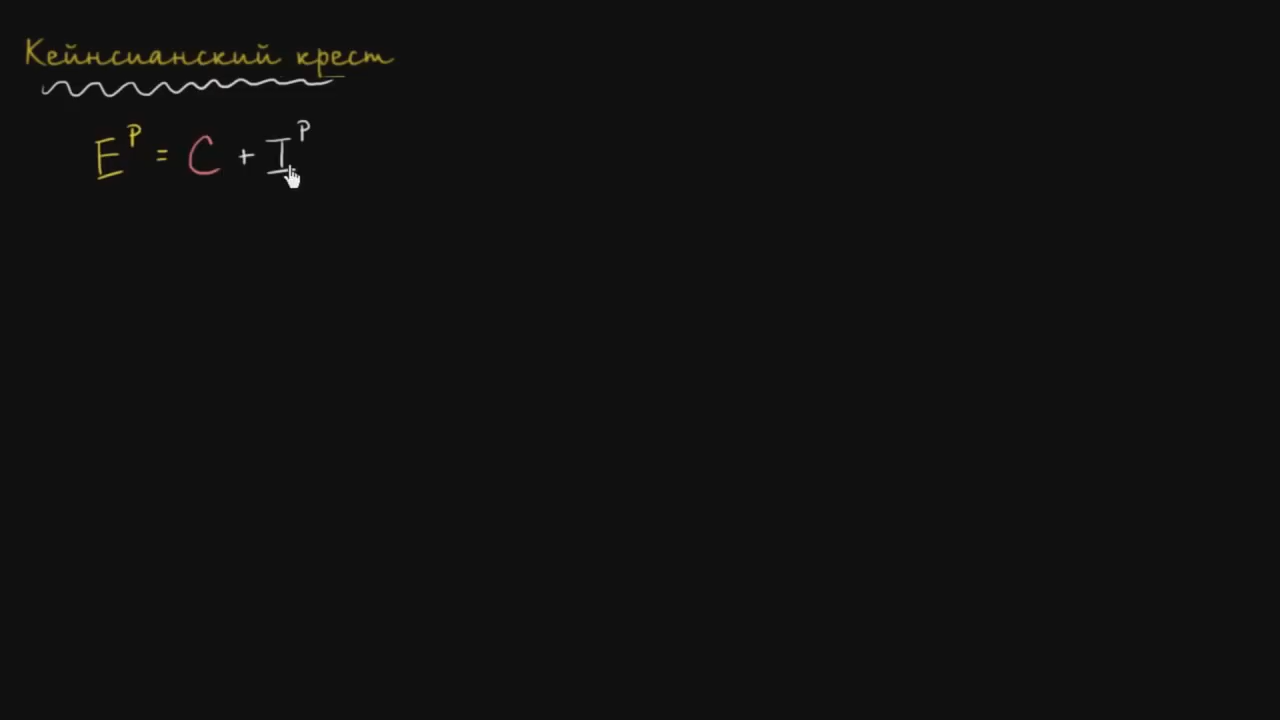 Кейнсианский крест
E^P = C + I^P